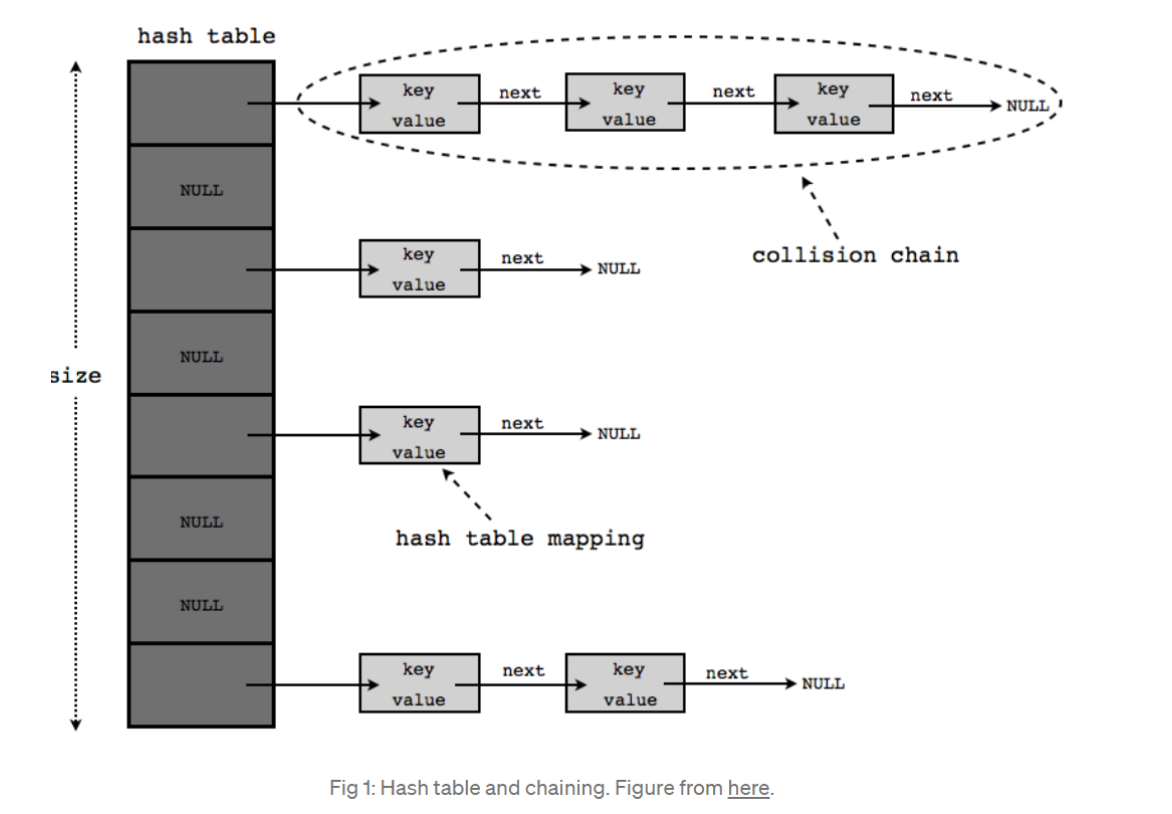 hash table
key next key next key next
value value value NULL
NULL
collision chain
key next
value NULL
NULL
size
key next
value NULL
NULL
hash table mapping
NULL
key next key next
value value NULL
Fig 1: Hash table and chaining. Figure from here.